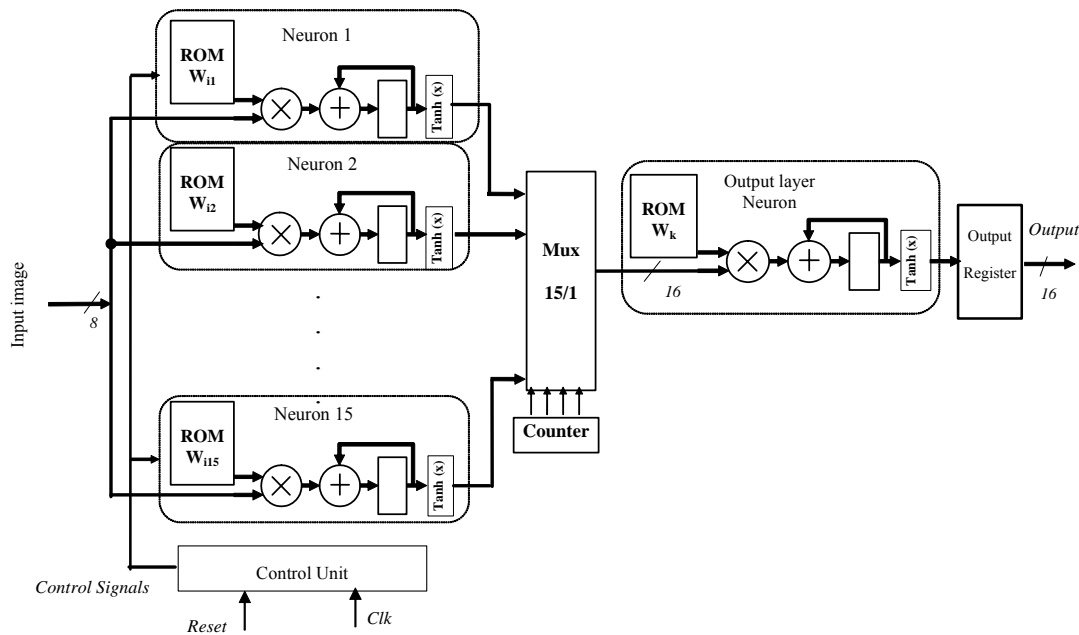 Neuron 1
ROM
Wi1
Tanh (x)
Neuron 2
ROM
Wi2
Tanh (x)
Neuron 15
ROM
Wi15
Tanh (x)
Input image
8
Control Signals
Control Unit
Reset
Clk
Mux
15/1
Counter
16
Output layer
Neuron
ROM
Wk
Tanh (x)
Output
Register
Output
16